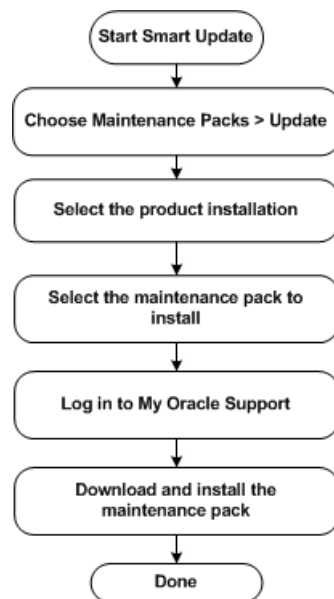 Start Smart Update
Choose Maintenance Packs > Update
Select the product installation
Select the maintenance pack to
install
Log in to My Oracle Support
Download and install the
maintenance pack
Done